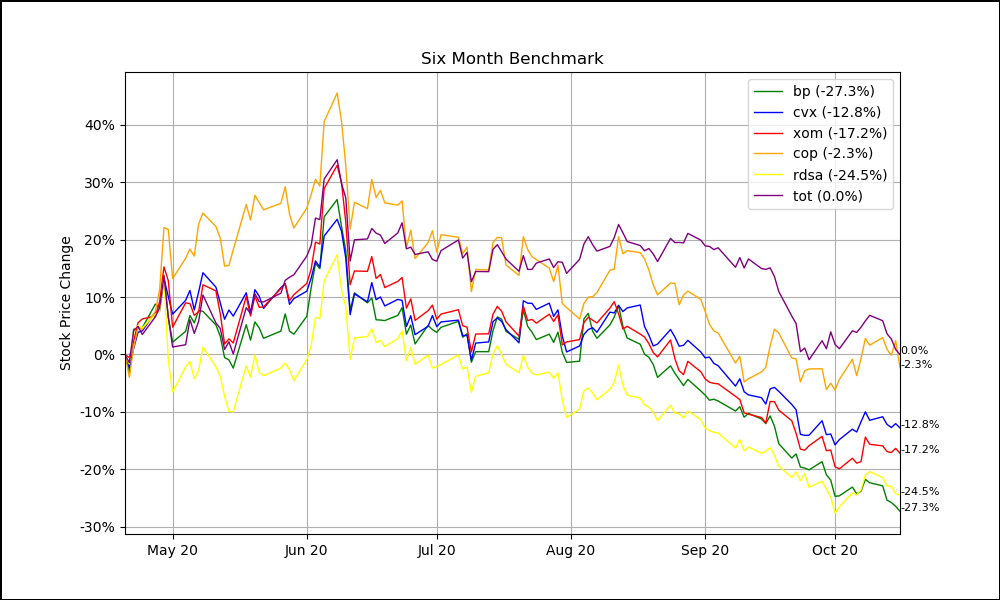 Six Month Benchmark
Stock Price Change
40%
30%
20%
10%
0%
-10%
-20%
-30%
May 20
Jun 20
Jul 20
Aug 20
Sep 20
Oct 20
bp (-27.3%)
cvx (-12.8%)
xom (-17.2%)
cop (-2.3%)
rdsa (-24.5%)
tot (0.0%)
0.0%
-2.3%
-12.8%
-17.2%
-24.5%
-27.3%